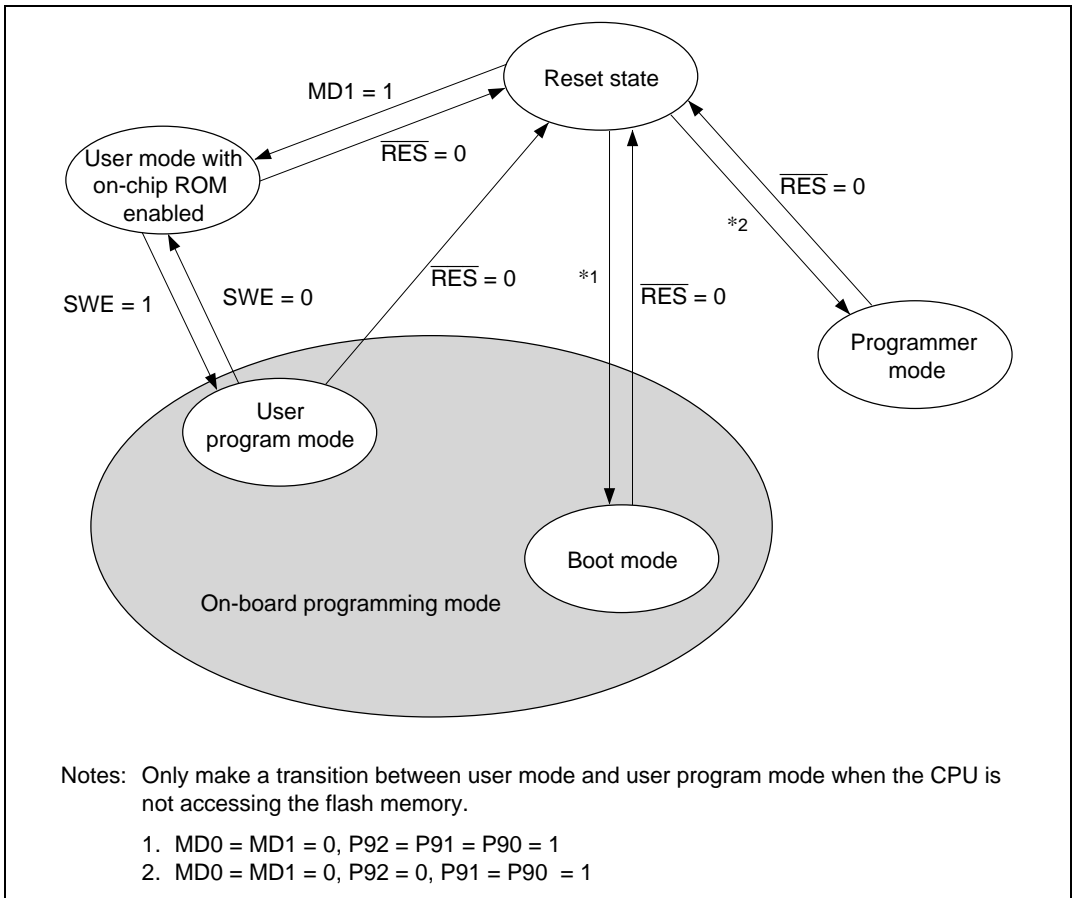 Reset state
MD1 = 1
RES = 0
User mode with
on-chip ROM
enabled
RES = 0
*2
RES = 0
*1
RES = 0
SWE = 1
SWE = 0
Programmer
mode
User
program mode
Boot mode
On-board programming mode
Notes: Only make a transition between user mode and user program mode when the CPU is
not accessing the flash memory.
1. MD0 = MD1 = 0, P92 = P91 = P90 = 1
2. MD0 = MD1 = 0, P92 = 0, P91 = P90 = 1